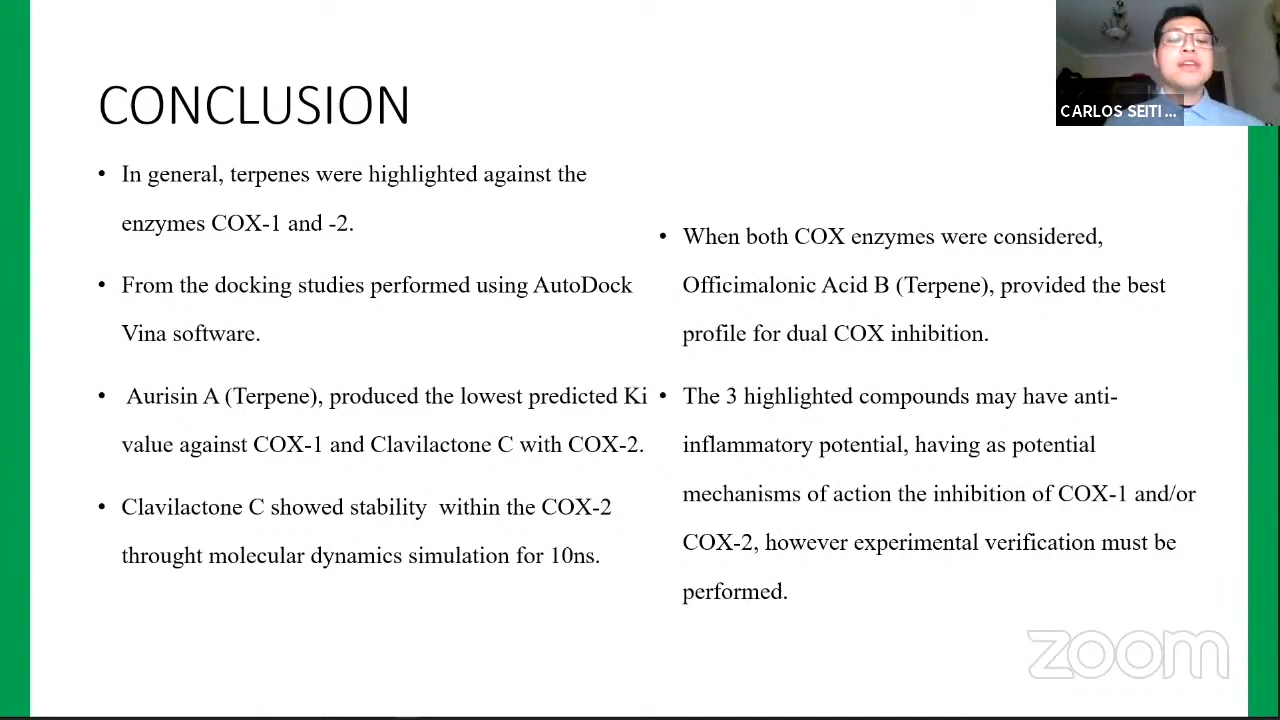 CONCLUSION
• In general, terpenes were highlighted against the
enzymes COX-1 and -2.
• From the docking studies performed using AutoDock
Vina software.
• Aurisin A (Terpene), produced the lowest predicted Ki
value against COX-1 and Clavilactone C with COX-2.
• Clavilactone C showed stability within the COX-2
throught molecular dynamics simulation for 10ns.
• When both COX enzymes were considered,
Officimalonic Acid B (Terpene), provided the best
profile for dual COX inhibition.
• The 3 highlighted compounds may have anti-
inflammatory potential, having as potential
mechanisms of action the inhibition of COX-1 and/or
COX-2, however experimental verification must be
performed.
CARLOS SEITI ...
zoom